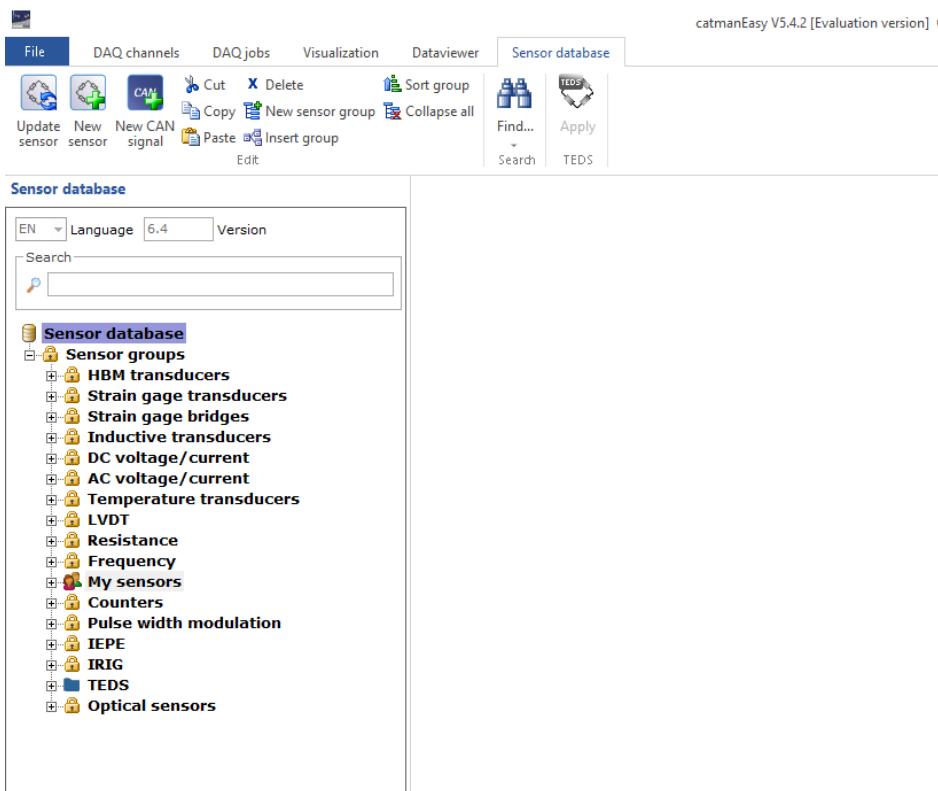 catmanEasy V5.4.2 [Evaluation version]
File DAQ channels DAQ jobs Visualization Dataviewer Sensor database
Update sensor
New sensor
CAN
New CAN signal
Cut
Copy
Paste
Delete
New sensor group
Insert group
Sort group
Collapse all
Edit
Find...
Search
TEDS
Apply
TEDS
Sensor database
EN Language 6.4 Version
Search
Sensor database
Sensor groups
HBM transducers
Strain gage transducers
Strain gage bridges
Inductive transducers
DC voltage/current
AC voltage/current
Temperature transducers
LVDT
Resistance
Frequency
My sensors
Counters
Pulse width modulation
IEPE
IRIG
TEDS
Optical sensors